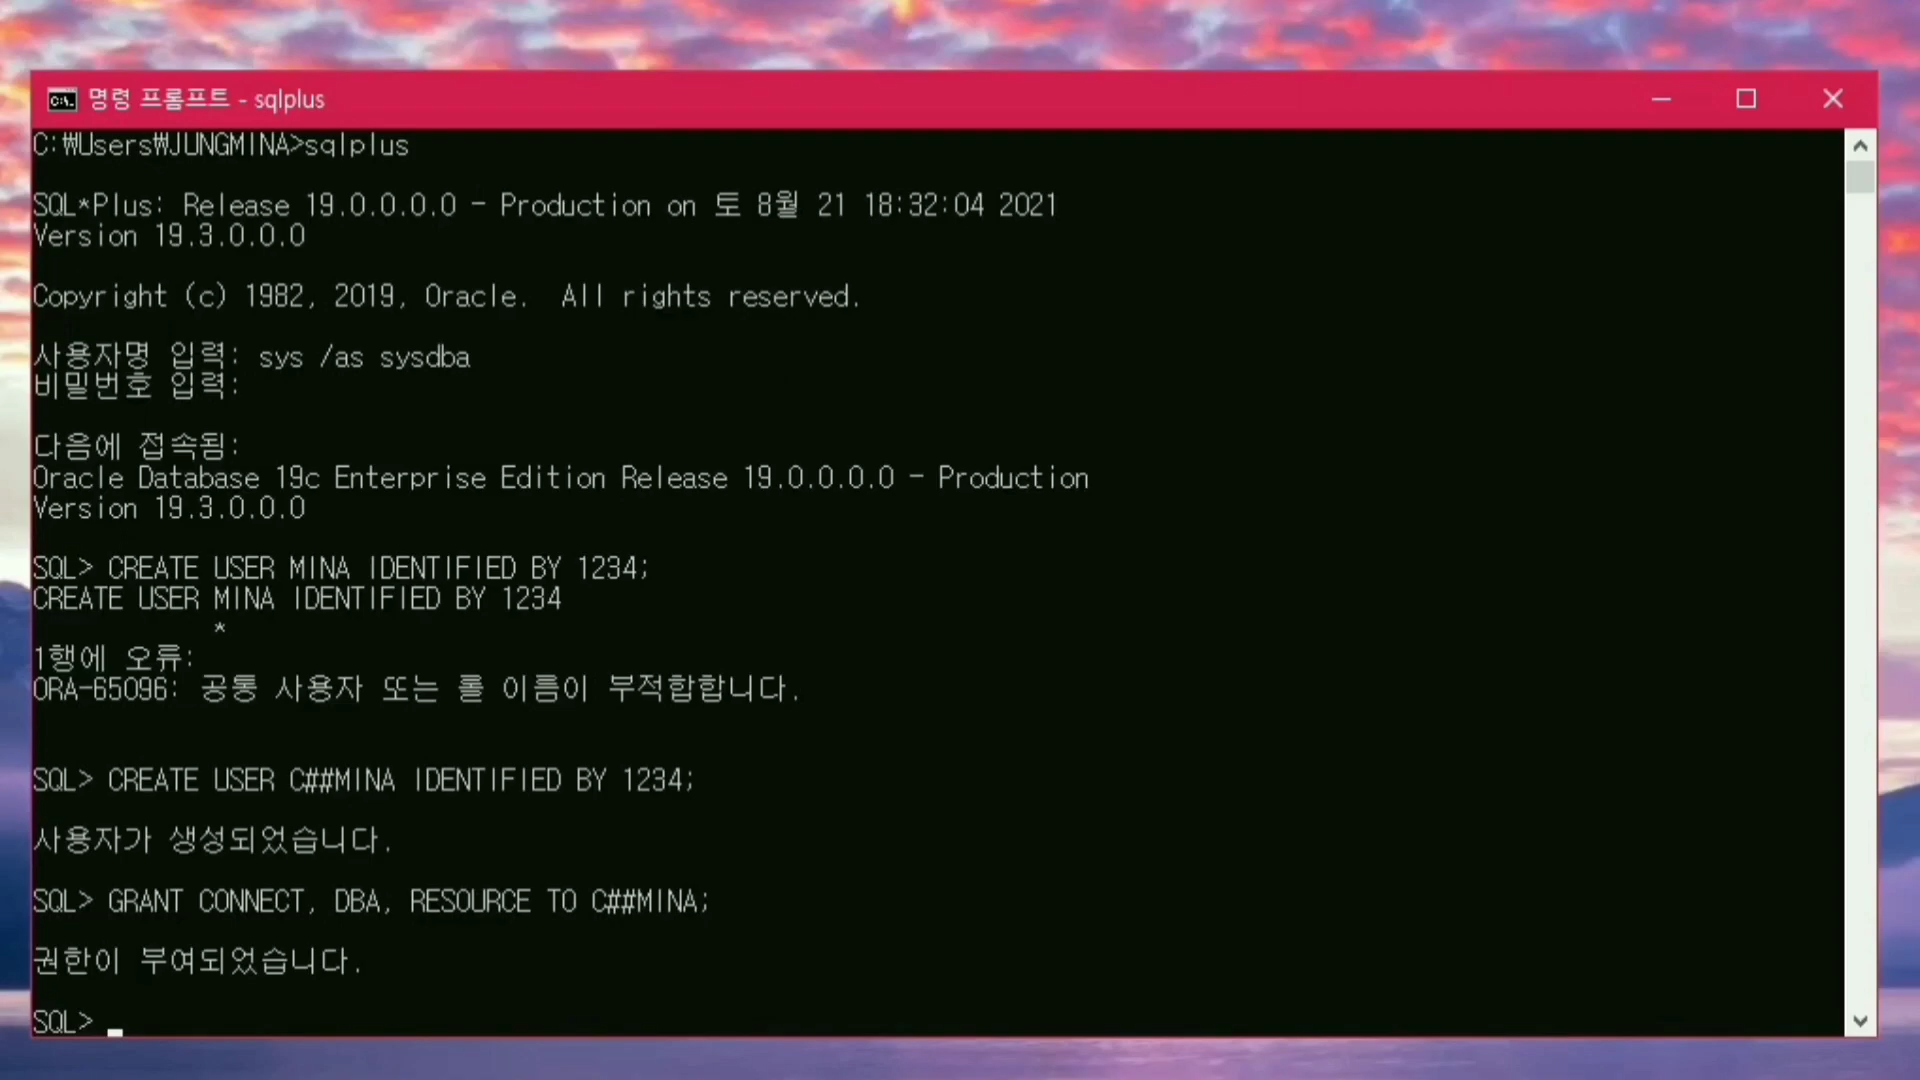 명령 프롬프트 - sqlplus
C:₩Users₩JUNGMINA>sqlplus
SQL*Plus: Release 19.0.0.0.0 - Production on 토 8월 21 18:32:04 2021
Version 19.3.0.0.0
Copyright (c) 1982, 2019, Oracle.  All rights reserved.
사용자명 입력: sys /as sysdba
비밀번호 입력:
다음에 접속됨:
Oracle Database 19c Enterprise Edition Release 19.0.0.0.0 - Production
Version 19.3.0.0.0
SQL> CREATE USER MINA IDENTIFIED BY 1234;
CREATE USER MINA IDENTIFIED BY 1234
*
1행에 오류:
ORA-65096: 공통 사용자 또는 롤 이름이 부적합합니다.
SQL> CREATE USER C##MINA IDENTIFIED BY 1234;
사용자가 생성되었습니다.
SQL> GRANT CONNECT, DBA, RESOURCE TO C##MINA;
권한이 부여되었습니다.
SQL>